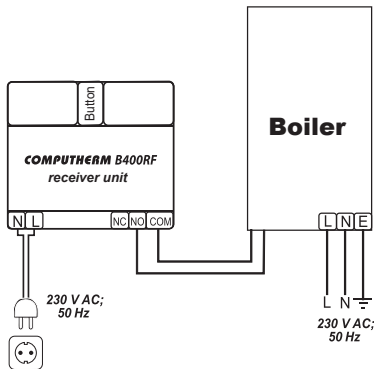 Button
COMPUTHERM B400RF
receiver unit
N L NC NO COM
230 V AC;
50 Hz
Boiler
L N E
L N
230 V AC;
50 Hz